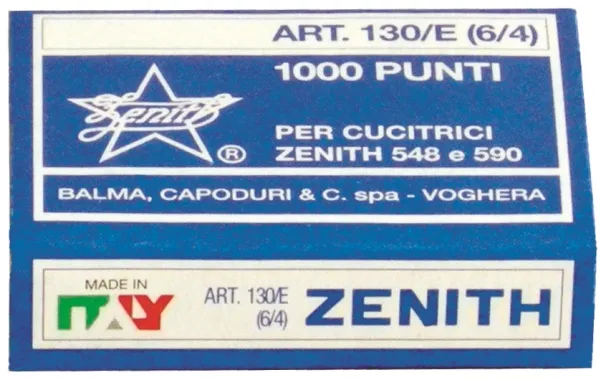 ART. 130/E (6/4)
1000 PUNTI
Zenith
®
PER CUCITRICI
ZENITH 548 e 590
BALMA, CAPODURI & C. spa - VOGHERA
MADE IN
ITALY
ART. 130/E
(6/4)
ZENITH